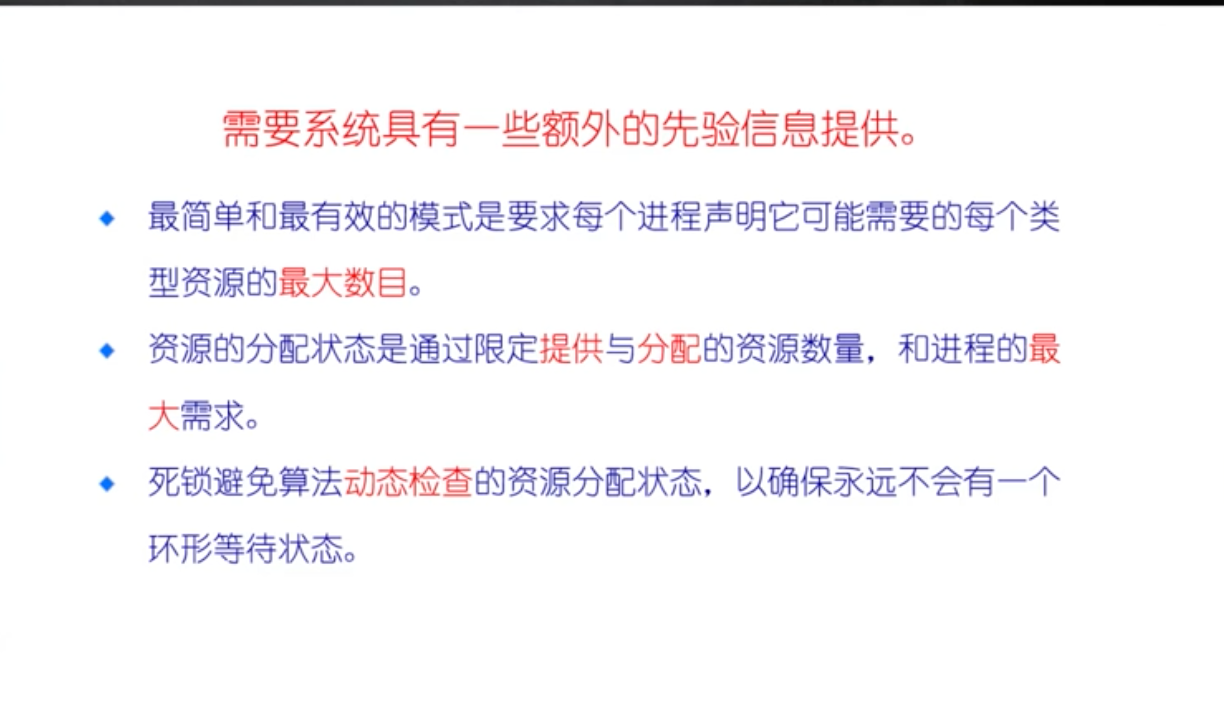 需要系统具有一些额外的先验信息提供。
最简单和最有效的模式是要求每个进程声明它可能需要的每个类
型资源的最大数目。
资源的分配状态是通过限定提供与分配的资源数量，和进程的最
大需求。
死锁避免算法动态检查的资源分配状态，以确保永远不会有一个
环形等待状态。